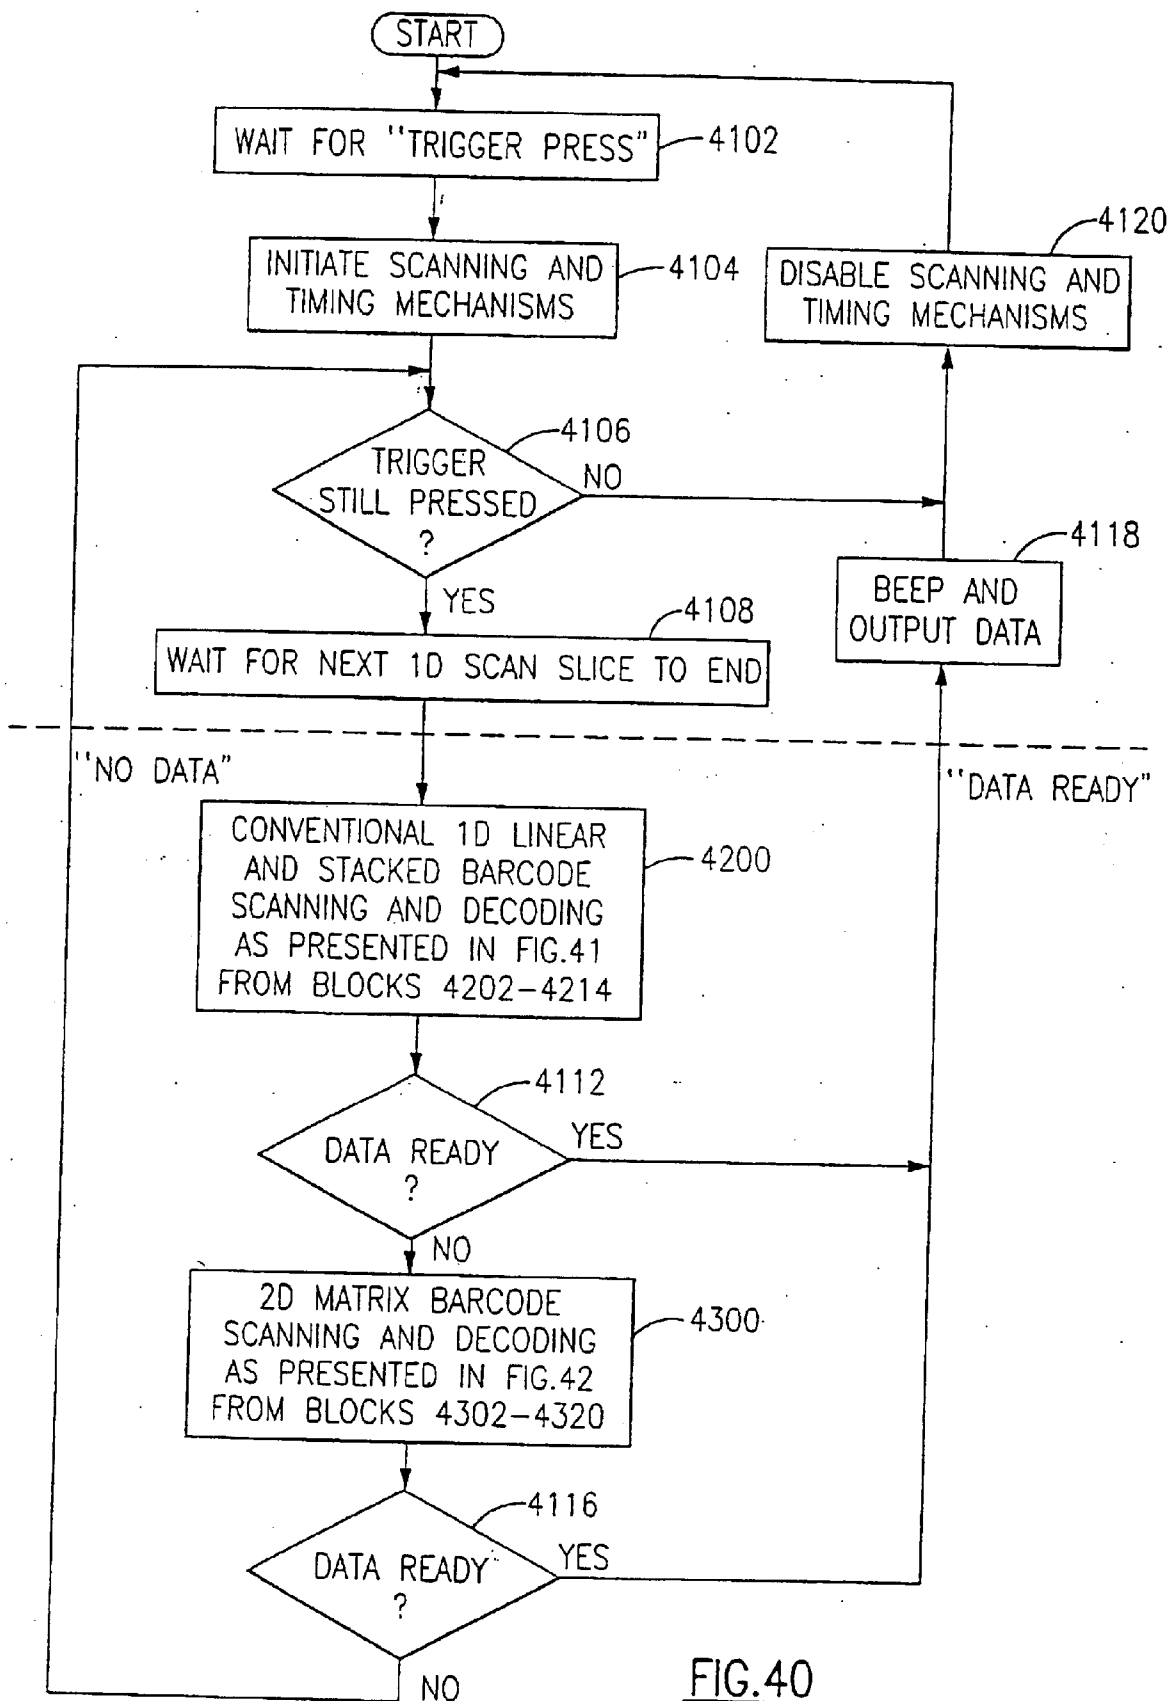 START
WAIT FOR "TRIGGER PRESS"
4102
INITIATE SCANNING AND
TIMING MECHANISMS
4104
4120
DISABLE SCANNING AND
TIMING MECHANISMS
4106
TRIGGER
STILL PRESSED
?
NO
YES
4118
BEEP AND
OUTPUT DATA
4108
WAIT FOR NEXT 1D SCAN SLICE TO END
"NO DATA"
"DATA READY"
CONVENTIONAL 1D LINEAR
AND STACKED BARCODE
SCANNING AND DECODING
AS PRESENTED IN FIG.41
FROM BLOCKS 4202-4214
4200
4112
DATA READY
?
YES
NO
2D MATRIX BARCODE
SCANNING AND DECODING
AS PRESENTED IN FIG.42
FROM BLOCKS 4302-4320
4300
4116
DATA READY
?
YES
NO
FIG.40